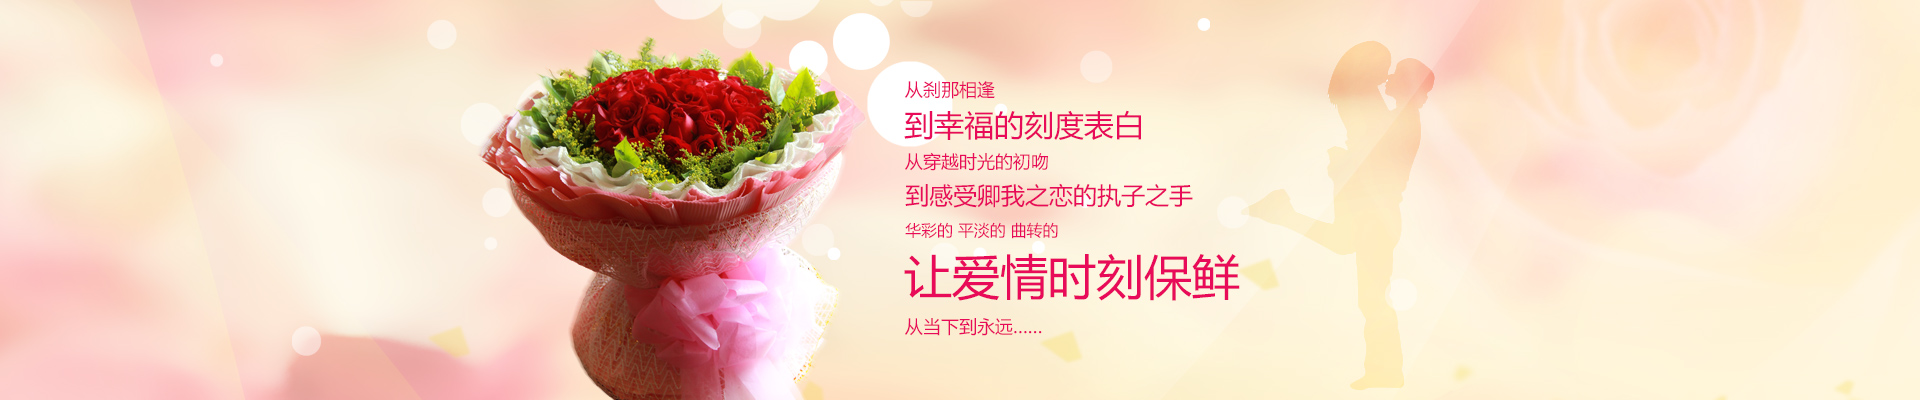 从刹那相逢
到幸福的刻度表白
从穿越时光的初吻
到感受卿我之恋的执子之手
华彩的 平淡的 曲转的
让爱情时刻保鲜
从当下到永远......